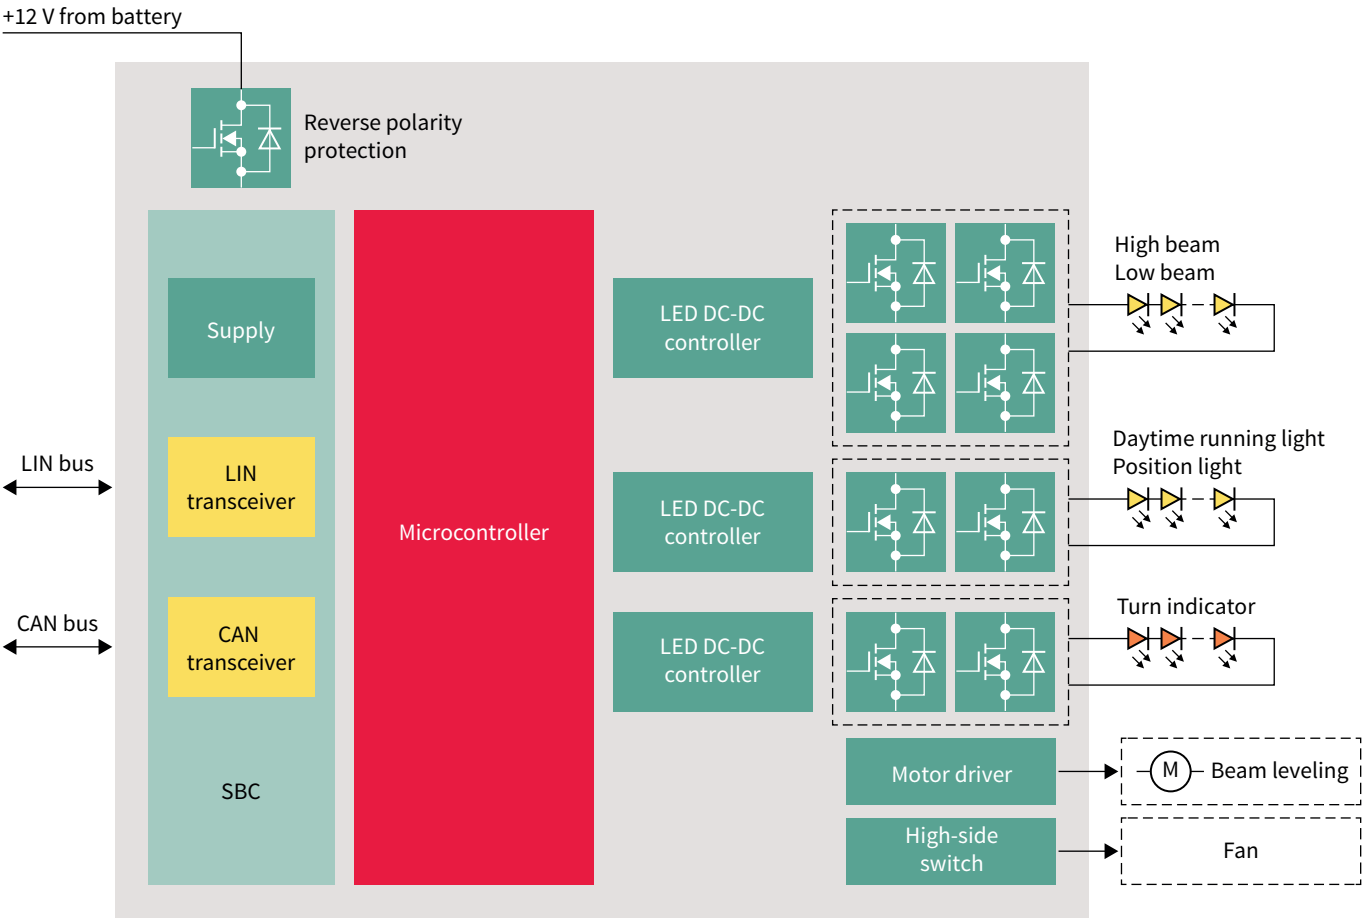 +12 V from battery
Reverse polarity
protection
Supply
LIN
transceiver
CAN
transceiver
SBC
LIN bus
CAN bus
Microcontroller
LED DC-DC
controller
LED DC-DC
controller
LED DC-DC
controller
High beam
Low beam
Daytime running light
Position light
Turn indicator
Motor driver
M
Beam leveling
High-side
switch
Fan